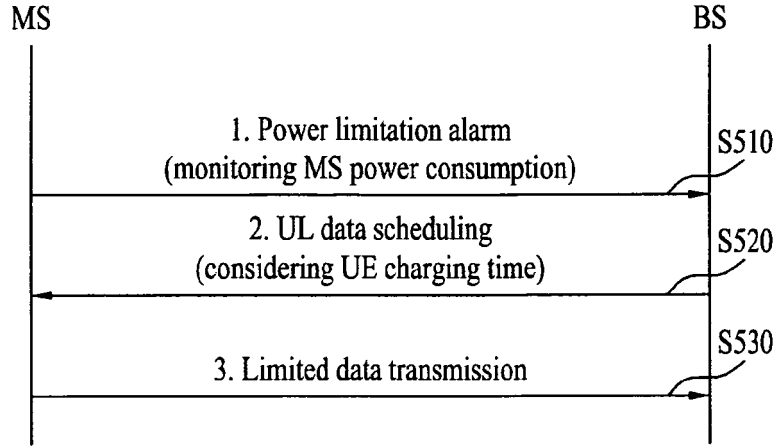 MS
BS
1. Power limitation alarm
(monitoring MS power consumption)
S510
2. UL data scheduling
(considering UE charging time)
S520
3. Limited data transmission
S530